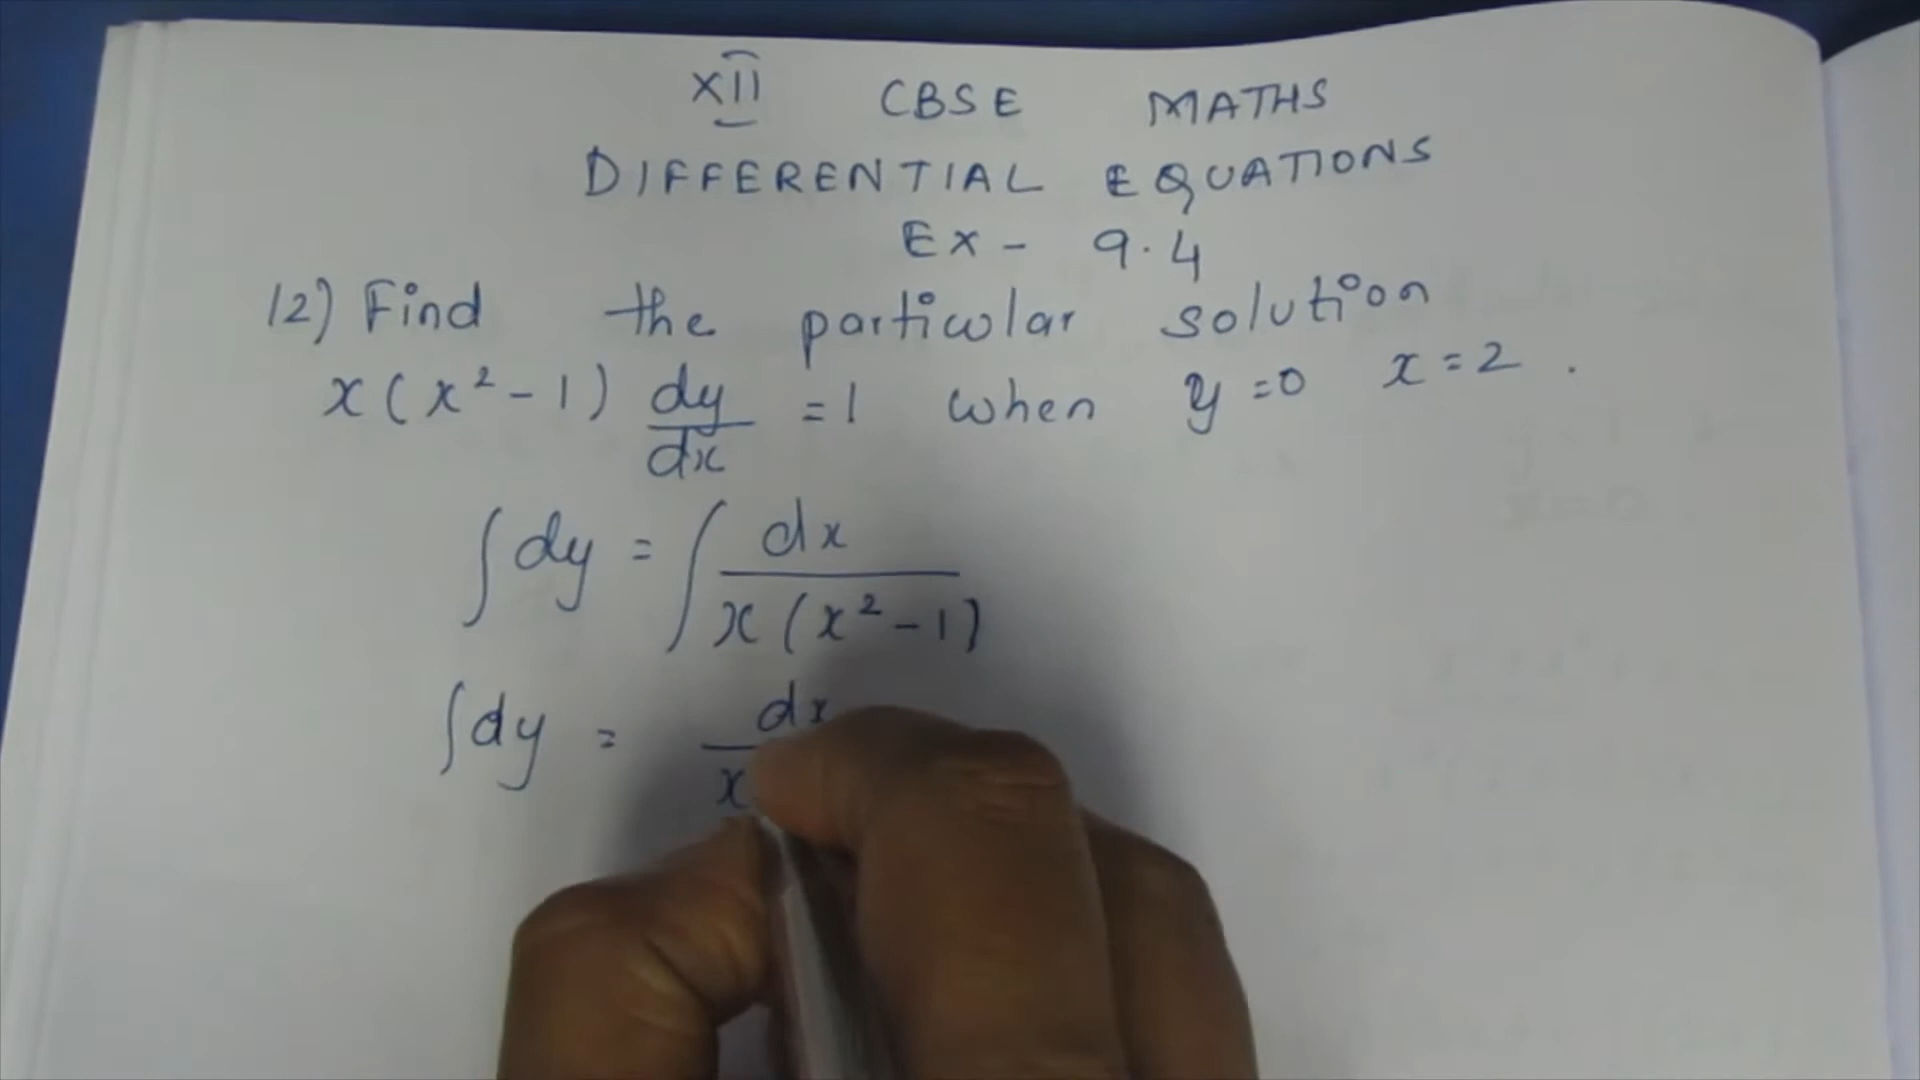 XII CBSE MATHS
DIFFERENTIAL EQUATIONS
Ex - 9.4
12) Find the particular solution
x(x² - 1) dy/dx = 1 when y = 0 x = 2 .
∫ dy = ∫ dx / x(x² - 1)
∫ dy = dx / x